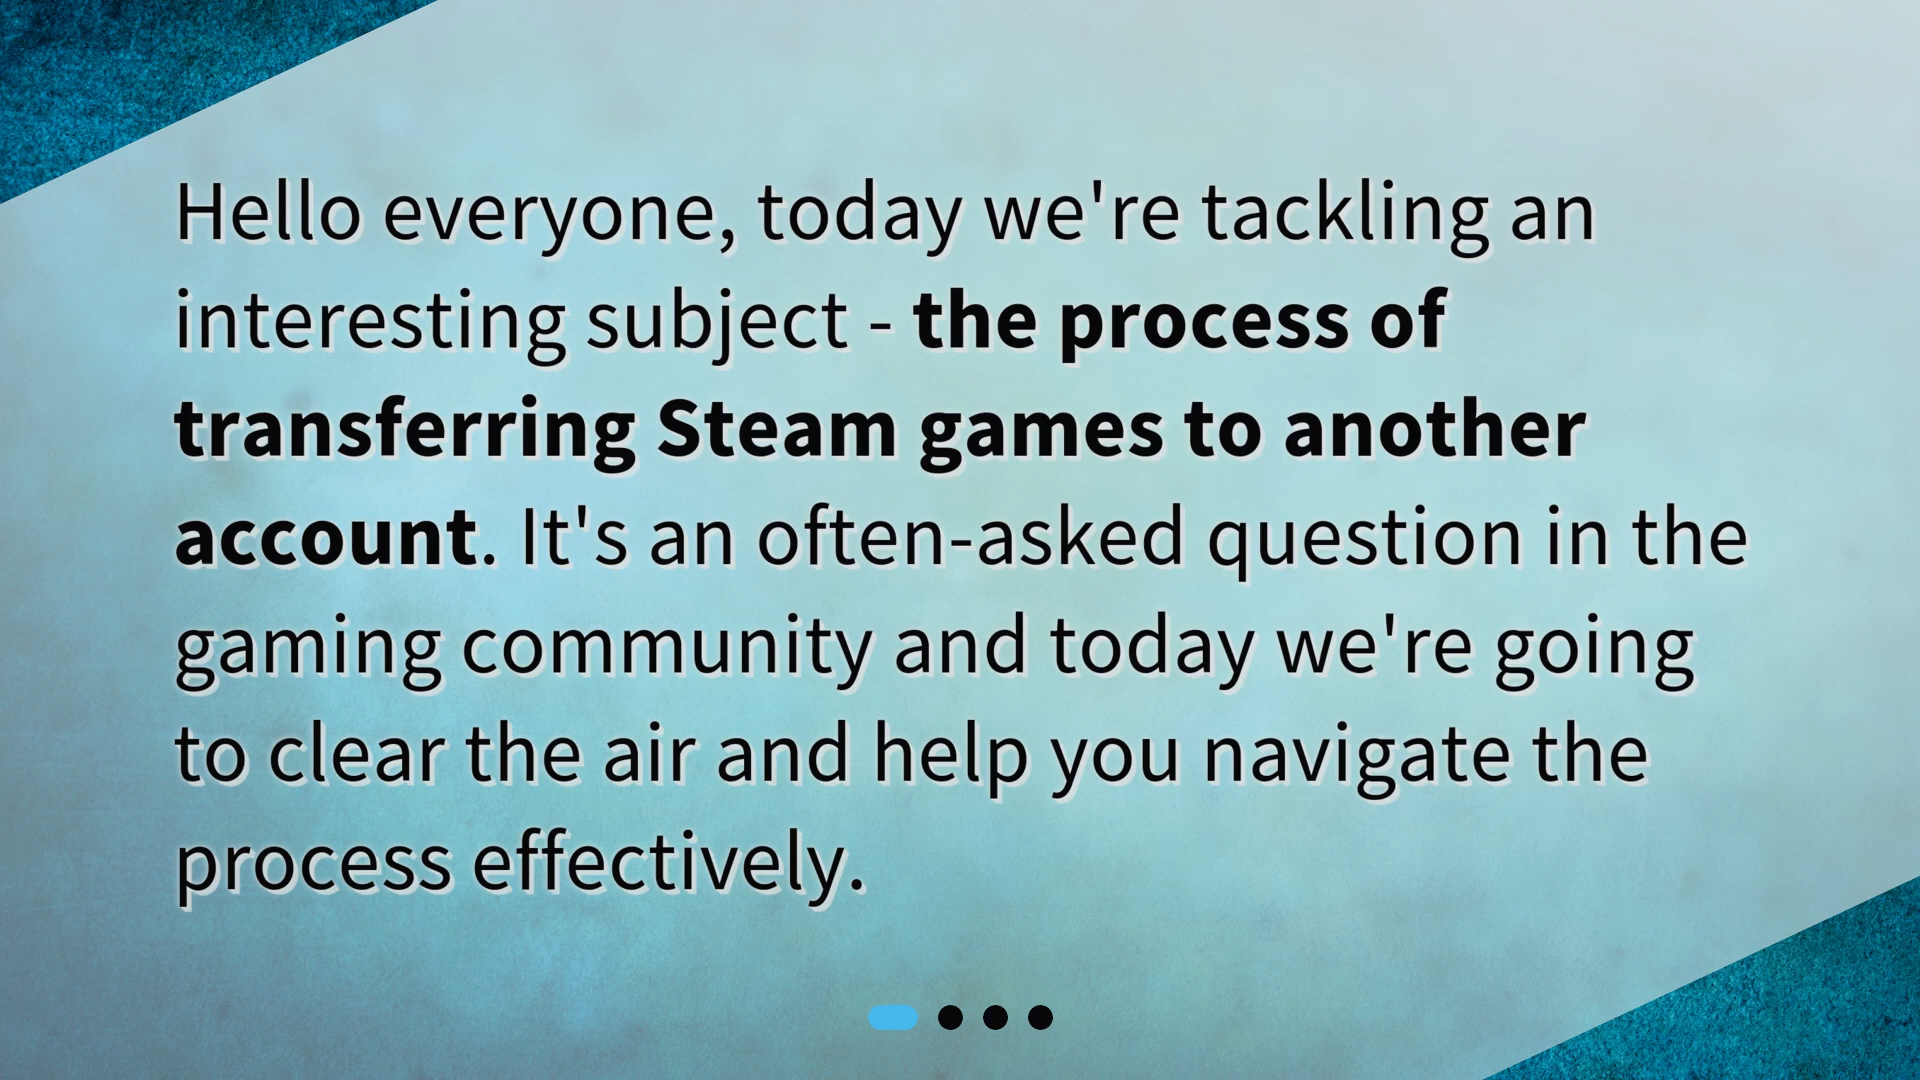 Hello everyone, today we're tackling an
interesting subject - the process of
transferring Steam games to another
account. It's an often-asked question in the
gaming community and today we're going
to clear the air and help you navigate the
process effectively.